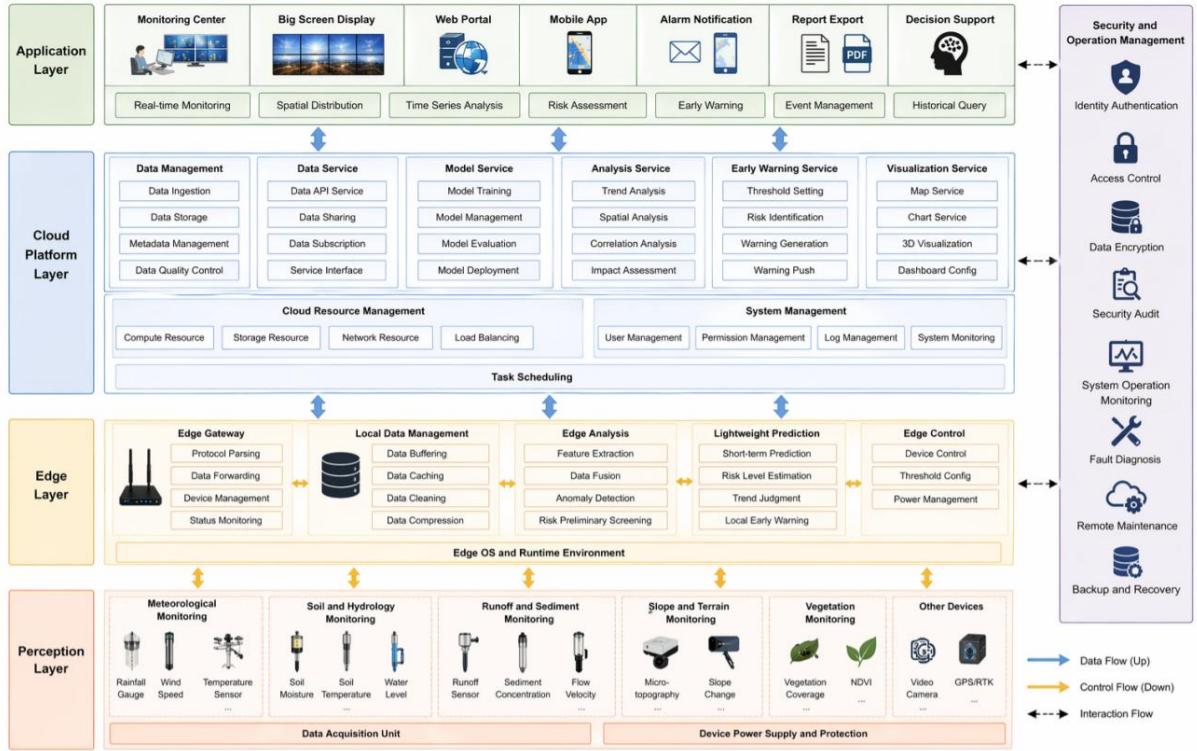 Application
Layer
Monitoring Center
Big Screen Display
Web Portal
Mobile App
Alarm Notification
Report Export
Decision Support
PDF
Real-time Monitoring
Spatial Distribution
Time Series Analysis
Risk Assessment
Early Warning
Event Management
Historical Query
Cloud
Platform
Layer
Data Management
Data Ingestion
Data Storage
Metadata Management
Data Quality Control
Data Service
Data API Service
Data Sharing
Data Subscription
Service Interface
Model Service
Model Training
Model Management
Model Evaluation
Model Deployment
Analysis Service
Trend Analysis
Spatial Analysis
Correlation Analysis
Impact Assessment
Early Warning Service
Threshold Setting
Risk Identification
Warning Generation
Warning Push
Visualization Service
Map Service
Chart Service
3D Visualization
Dashboard Config
Cloud Resource Management
Compute Resource
Storage Resource
Network Resource
Load Balancing
System Management
User Management
Permission Management
Log Management
System Monitoring
Task Scheduling
Edge
Layer
Edge Gateway
Protocol Parsing
Data Forwarding
Device Management
Status Monitoring
Local Data Management
Data Buffering
Data Caching
Data Cleaning
Data Compression
Edge Analysis
Feature Extraction
Data Fusion
Anomaly Detection
Risk Preliminary Screening
Lightweight Prediction
Short-term Prediction
Risk Level Estimation
Trend Judgment
Local Early Warning
Edge Control
Device Control
Threshold Config
Power Management
Edge OS and Runtime Environment
Perception
Layer
Meteorological
Monitoring
Rainfall
Gauge
Wind
Speed
Temperature
Sensor
...
Soil and Hydrology
Monitoring
Soil
Moisture
Soil
Temperature
...
Water
Level
Runoff and Sediment
Monitoring
Runoff
Sensor
Sediment
Concentration
Flow
Velocity
...
Slope and Terrain
Monitoring
Micro-
topography
...
Slope
Change
...
Vegetation
Monitoring
Vegetation
Coverage
...
NDVI
...
Other Devices
Video
Camera
...
GPS/RTK
...
Data Acquisition Unit
Device Power Supply and Protection
Security and
Operation Management
Identity Authentication
Access Control
Data Encryption
Security Audit
System Operation
Monitoring
Fault Diagnosis
Remote Maintenance
Backup and Recovery
Data Flow (Up)
Control Flow (Down)
Interaction Flow